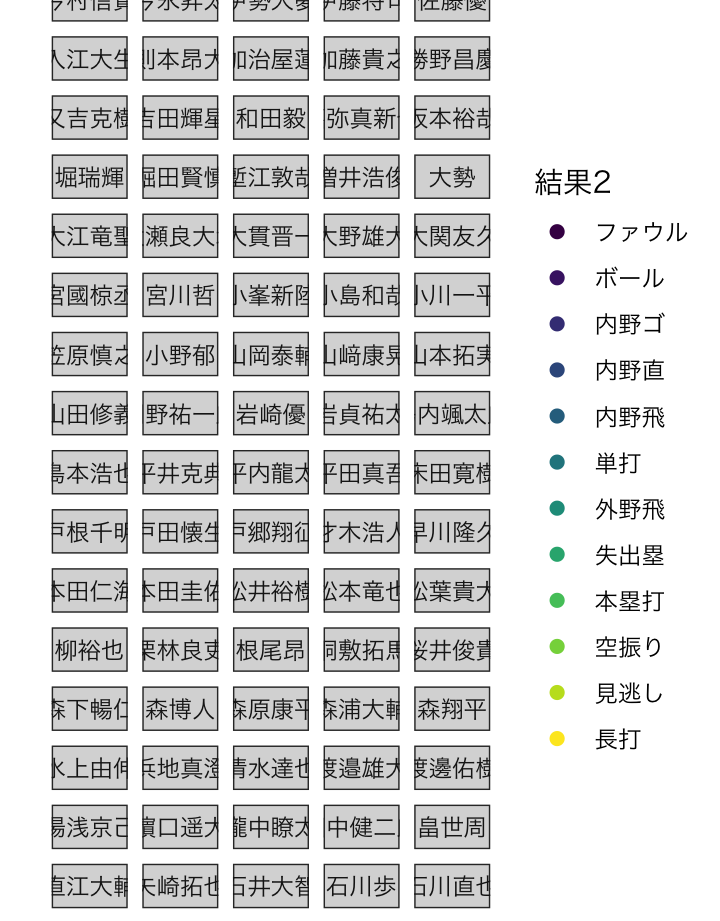 入江大生 則本昂大 加治屋蓮 加藤貴之 勝野昌慶
又吉克樹 吉田輝星 和田毅 弥真新 坂本裕哉
堀瑞輝 堀田賢慎 塹江敦哉 増井浩俊 大勢
大江竜聖 瀬良大 大貫晋一 大野雄大 大関友久
宮國椋丞 宮川哲 小峯新陸 小島和哉 小川一平
笠原慎之 小野郁 山岡泰輔 山﨑康晃 山本拓実
山田修義 野祐一 岩崎優 岩貞祐太 内颯太
島本浩也 平井克典 平内龍太 平田真吾 床田寛樹
戸根千明 戸田懐生 戸郷翔征 才木浩人 早川隆久
本田仁海 本田圭佑 松井裕樹 松本竜也 松葉貴大
柳裕也 栗林良吏 根尾昂 桐敷拓馬 桜井俊貴
森下暢仁 森博人 森原康平 森浦大輔 森翔平
水上由伸 浜地真澄 清水達也 渡邉雄大 渡邊佑樹
湯浅京己 濵口遥大 瀧中瞭太 中健二 畠世周
直江大輔 矢崎拓也 石井大智 石川歩 石川直也
結果2
ファウル
ボール
内野ゴ
内野直
内野飛
単打
外野飛
失出塁
本塁打
空振り
見逃し
長打